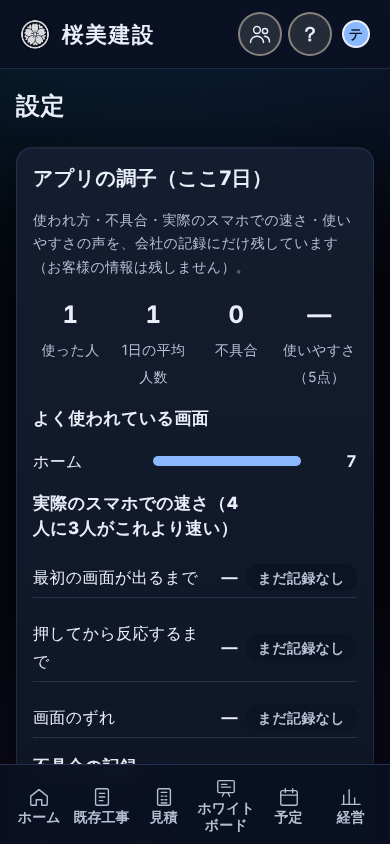 桜美建設
?
テ
設定
アプリの調子（ここ7日）
使われ方・不具合・実際のスマホでの速さ・使い
やすさの声を、会社の記録にだけ残しています
（お客様の情報は残しません）。
1 1 0 —
使った人 1日の平均 不具合 使いやすさ
人数 （5点）
よく使われている画面
ホーム 7
実際のスマホでの速さ（4
人に3人がこれより速い）
最初の画面が出るまで — まだ記録なし
押してから反応するま
で — まだ記録なし
画面のずれ — まだ記録なし
不具合の記録
ホーム 既存工事 見積 ホワイト
ボード 予定 経営